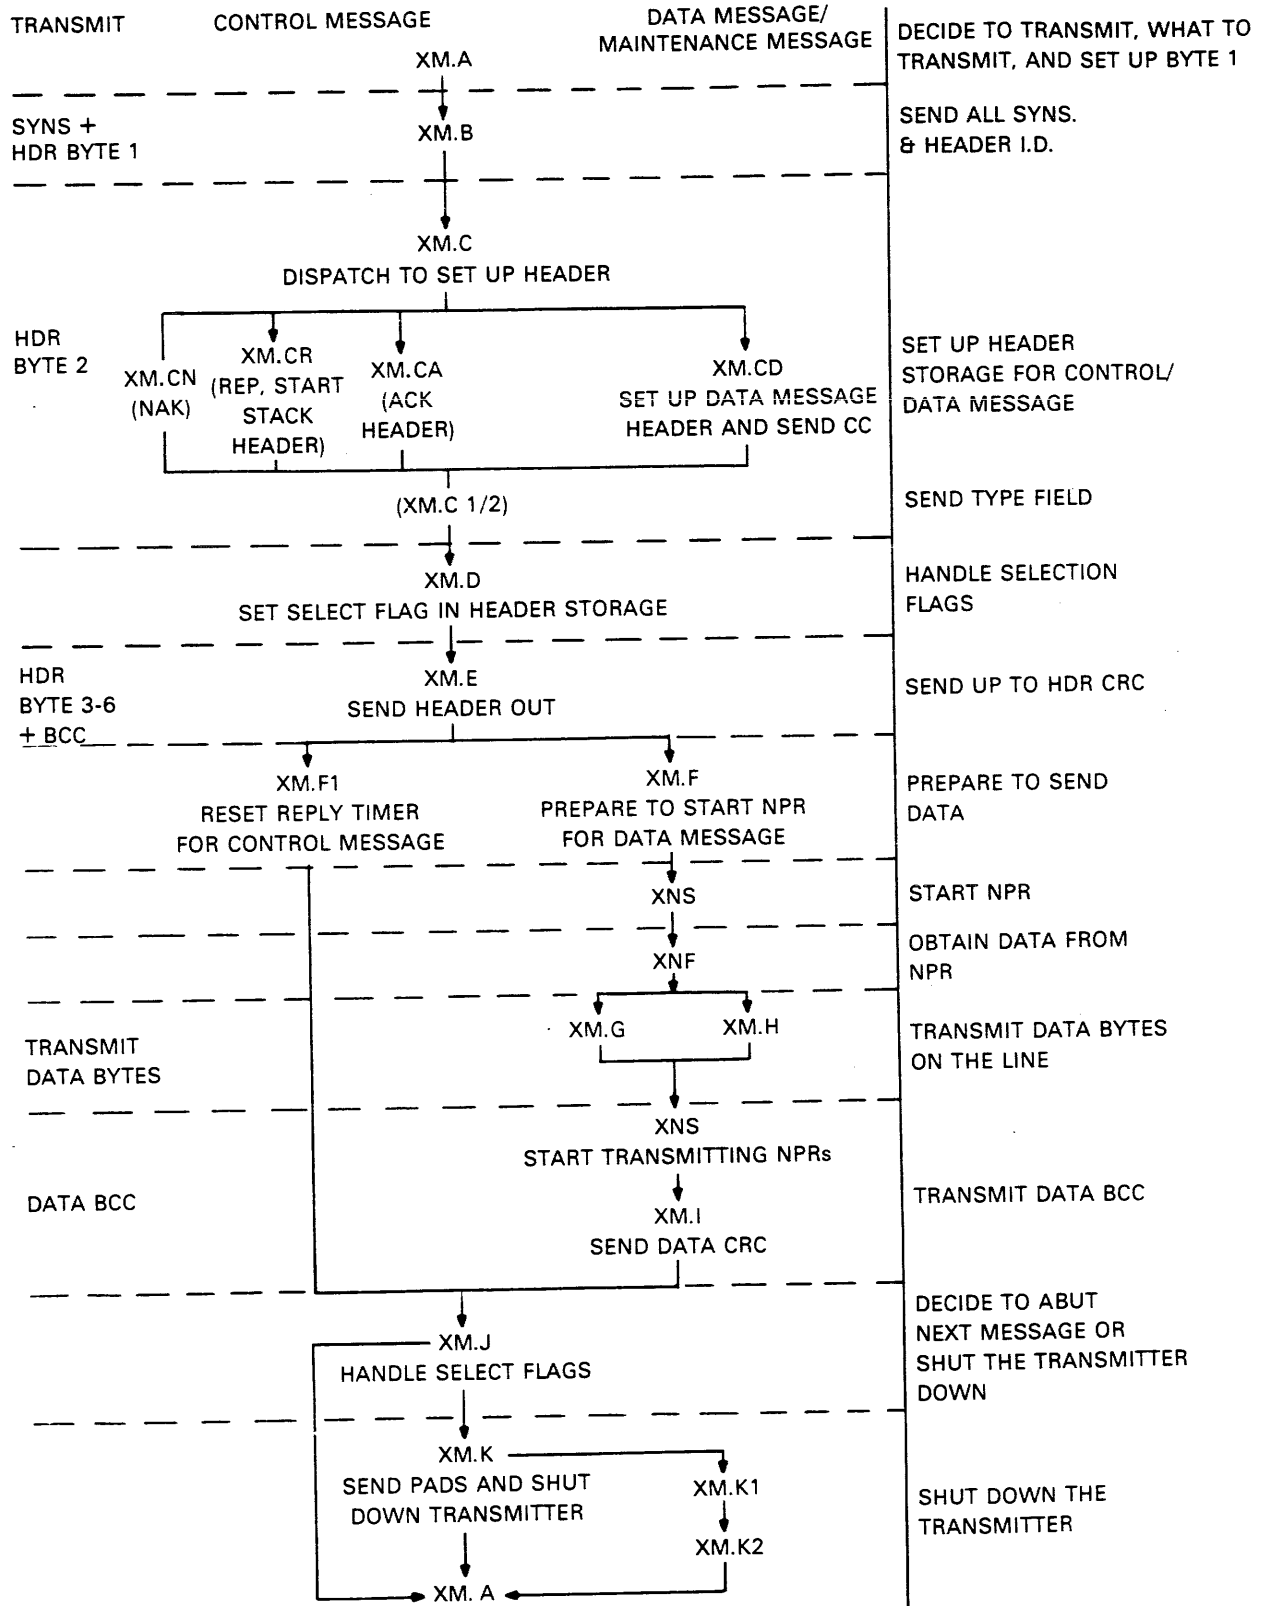 TRANSMIT
CONTROL MESSAGE
DATA MESSAGE/
MAINTENANCE MESSAGE
DECIDE TO TRANSMIT, WHAT TO
TRANSMIT, AND SET UP BYTE 1
XM.A
SYNS +
HDR BYTE 1
XM.B
SEND ALL SYNS.
& HEADER I.D.
XM.C
DISPATCH TO SET UP HEADER
HDR
BYTE 2
XM.CN
(NAK)
XM.CR
(REP, START
STACK
HEADER)
XM.CA
(ACK
HEADER)
XM.CD
SET UP DATA MESSAGE
HEADER AND SEND CC
SET UP HEADER
STORAGE FOR CONTROL/
DATA MESSAGE
(XM.C 1/2)
SEND TYPE FIELD
XM.D
SET SELECT FLAG IN HEADER STORAGE
HANDLE SELECTION
FLAGS
HDR
BYTE 3-6
+ BCC
XM.E
SEND HEADER OUT
SEND UP TO HDR CRC
XM.F1
RESET REPLY TIMER
FOR CONTROL MESSAGE
XM.F
PREPARE TO START NPR
FOR DATA MESSAGE
PREPARE TO SEND
DATA
XNS
START NPR
XNF
OBTAIN DATA FROM
NPR
TRANSMIT
DATA BYTES
XM.G
XM.H
TRANSMIT DATA BYTES
ON THE LINE
XNS
START TRANSMITTING NPRs
DATA BCC
XM.I
SEND DATA CRC
TRANSMIT DATA BCC
XM.J
HANDLE SELECT FLAGS
DECIDE TO ABUT
NEXT MESSAGE OR
SHUT THE TRANSMITTER
DOWN
XM.K
SEND PADS AND SHUT
DOWN TRANSMITTER
XM.K1
XM.K2
SHUT DOWN THE
TRANSMITTER
XM. A